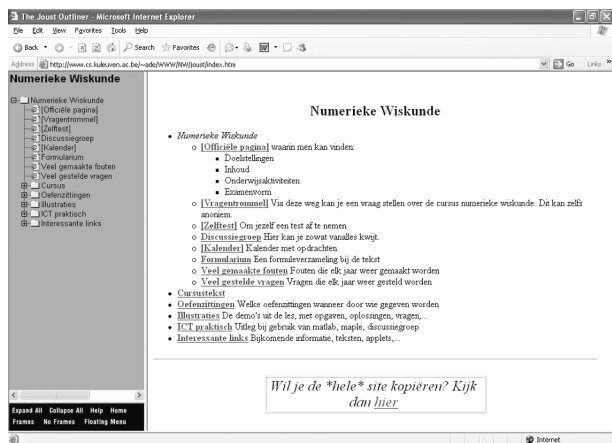 The Joust Outliner - Microsoft Internet Explorer
File Edit View Favorites Tools Help
Back Search Favorites
Address http://www.cs.kuleuven.ac.be/~ade/WWW/NW/joust/index.htm Go Links »
Numerieke Wiskunde
Numerieke Wiskunde
[Officiële pagina]
[Vragentrommel]
[Zelftest]
Discussiegroep
[Kalender]
Formularium
Veel gemaakte fouten
Veel gestelde vragen
Cursus
Oefenzittingen
Illustraties
ICT praktisch
Interessante links
Expand All Collapse All Help Home
Frames No Frames Floating Menu
Numerieke Wiskunde
Numerieke Wiskunde
[Officiële pagina] waarin men kan vinden:
Doelstellingen
Inhoud
Onderwijsaktiviteiten
Examenvorm
[Vragentrommel] Via deze weg kan je een vraag stellen over de cursus numerieke wiskunde. Dit kan zelfs
anoniem.
[Zelftest] Om jezelf een test af te nemen
Discussiegroep Hier kan je zowat vanalles kwijt.
[Kalender] Kalender met opdrachten
Formularium Een formuleverzameling bij de tekst
Veel gemaakte fouten Fouten die elk jaar weer gemaakt worden
Veel gestelde vragen Vragen die elk jaar weer gesteld worden
Cursustekst
Oefenzittingen Welke oefenzittingen wanneer door wie gegeven worden
Illustraties De demo's uit de les, met opgaven, oplossingen, vragen,...
ICT praktisch Uitleg bij gebruik van matlab, maple, discussiegroep
Interessante links Bijkomende informatie, teksten, applets,...
Wil je de *hele* site kopiëren? Kijk
dan hier
Internet